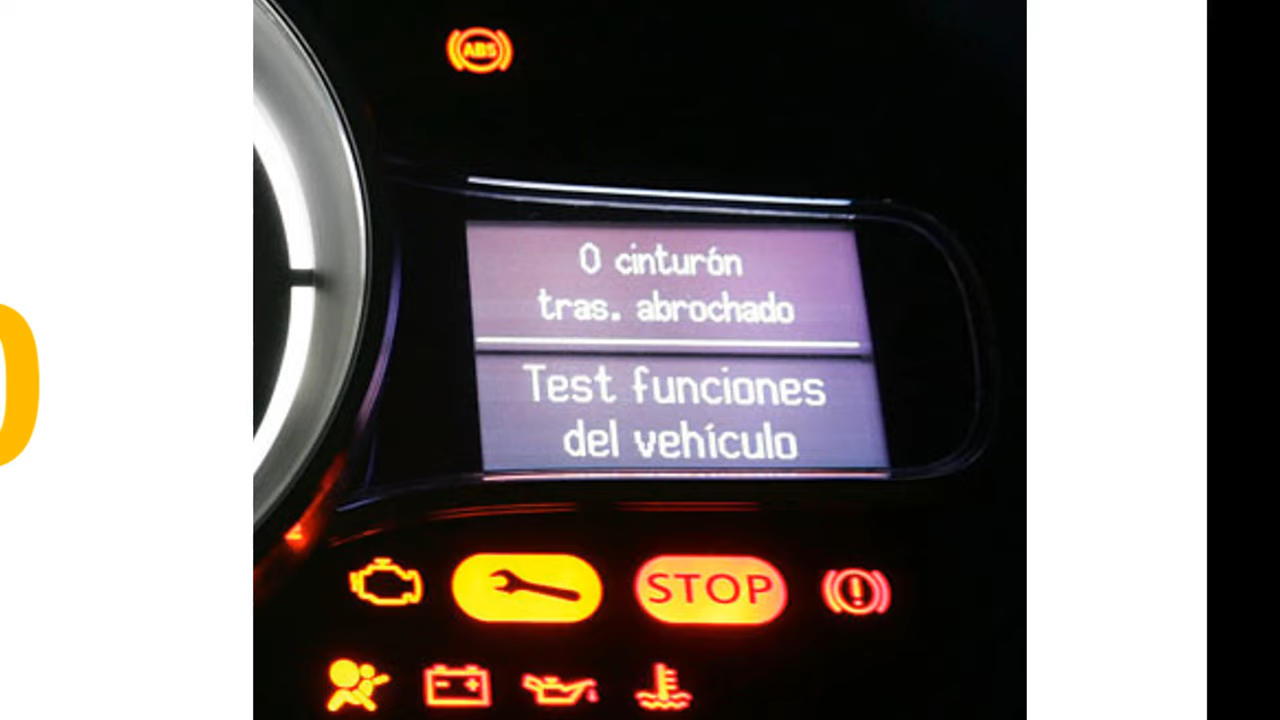 ABS
0 cinturón
tras. abrochado
Test funciones
del vehículo
STOP